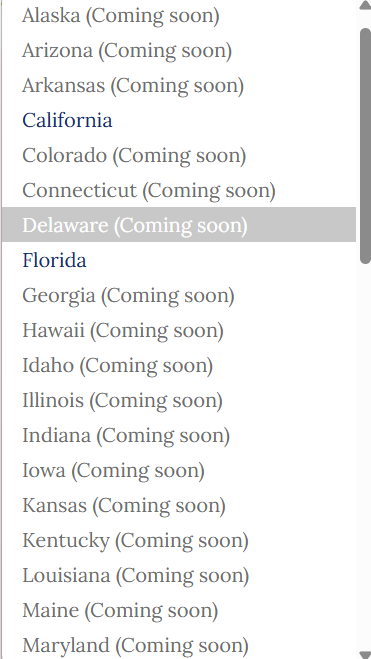 Alaska (Coming soon)
Arizona (Coming soon)
Arkansas (Coming soon)
California
Colorado (Coming soon)
Connecticut (Coming soon)
Delaware (Coming soon)
Florida
Georgia (Coming soon)
Hawaii (Coming soon)
Idaho (Coming soon)
Illinois (Coming soon)
Indiana (Coming soon)
Iowa (Coming soon)
Kansas (Coming soon)
Kentucky (Coming soon)
Louisiana (Coming soon)
Maine (Coming soon)
Maryland (Coming soon)